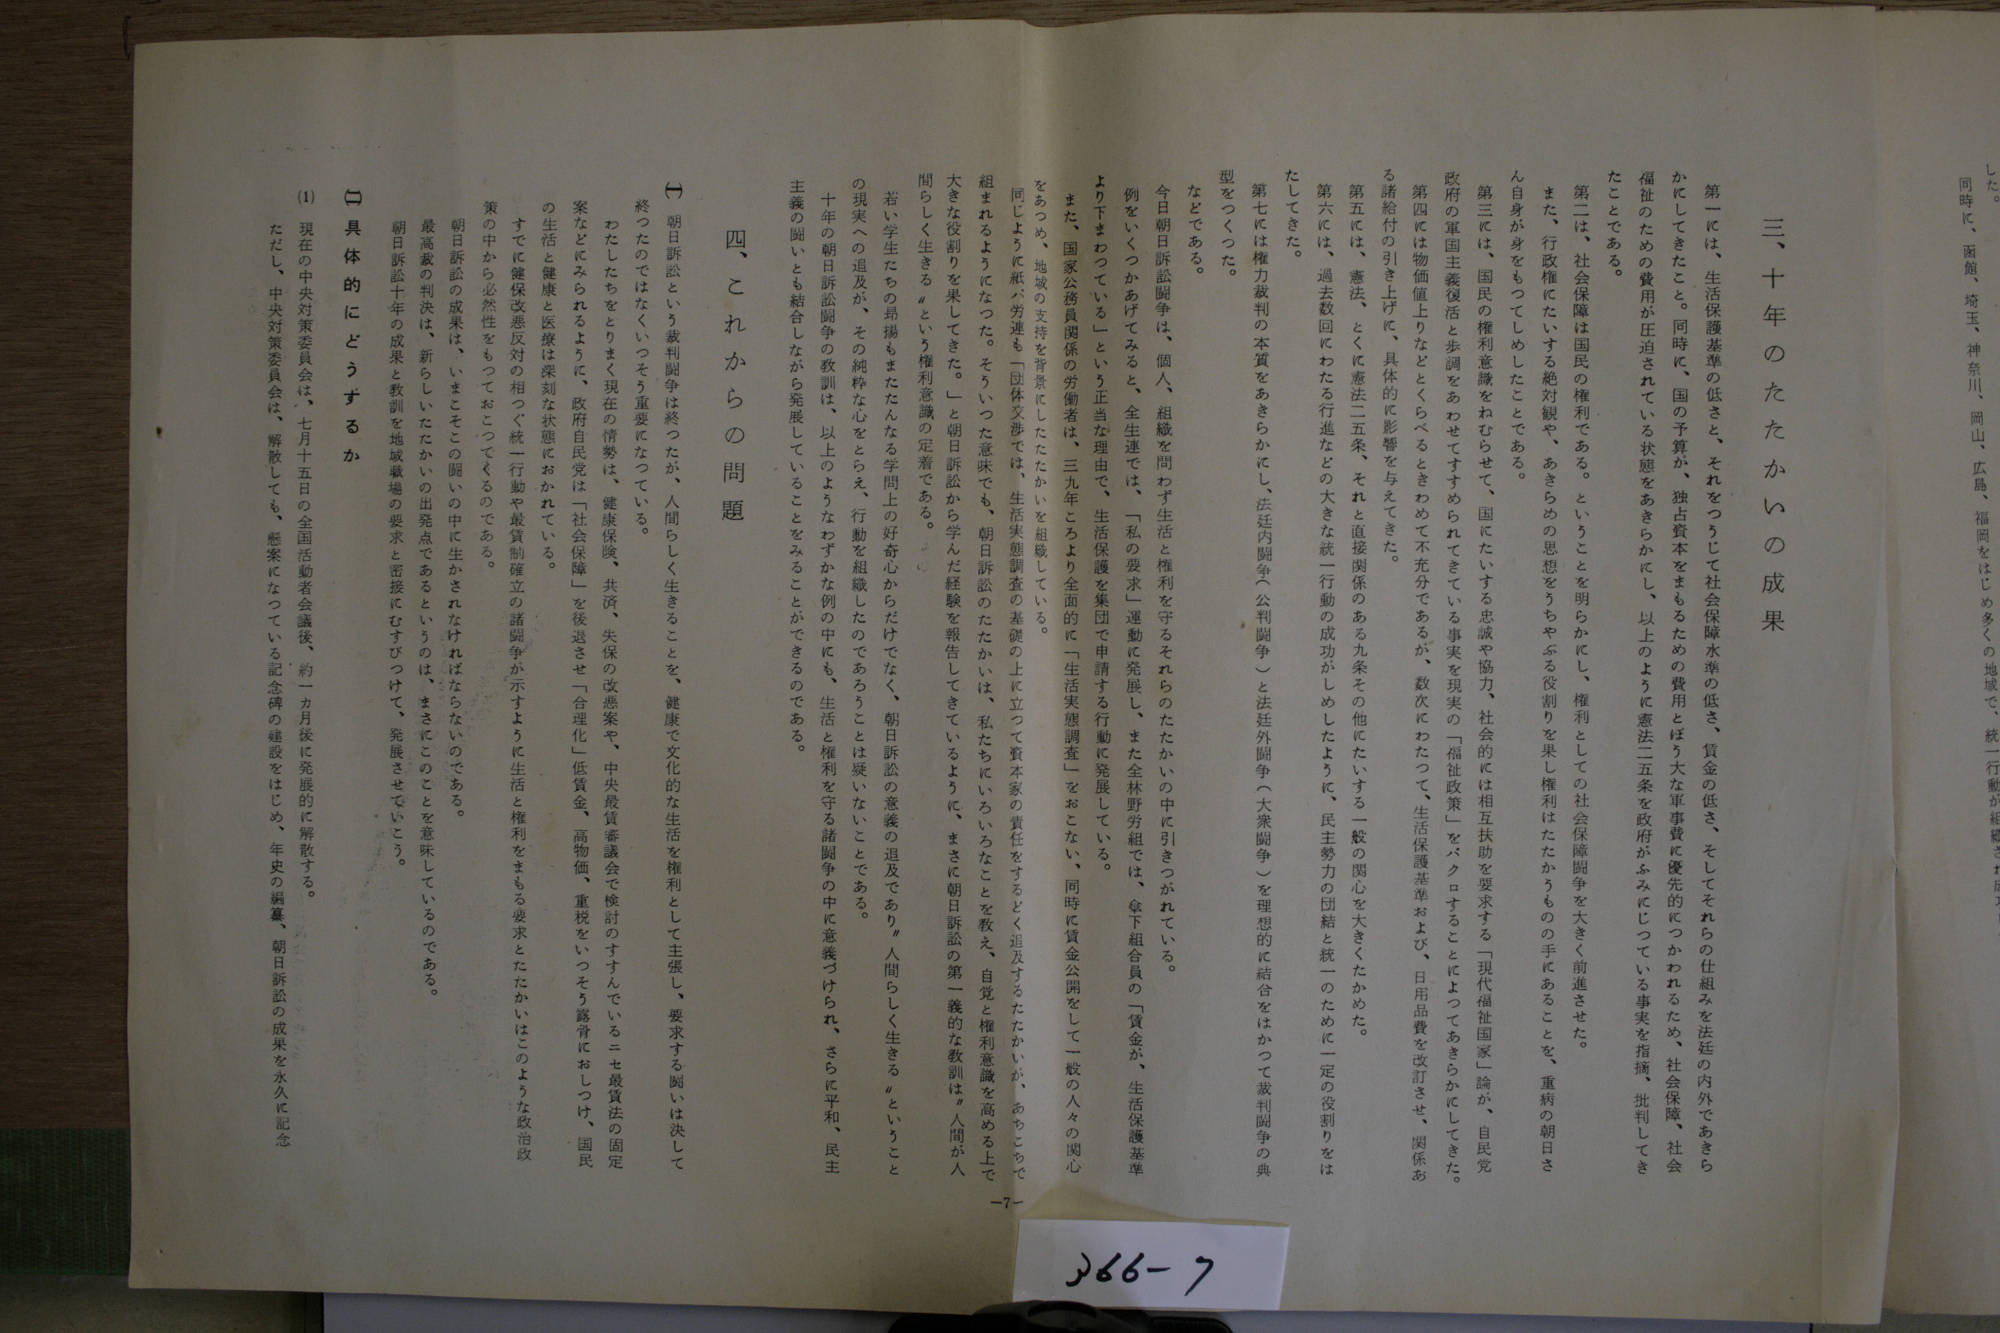 した。
同時に、函館、埼玉、神奈川、岡山、広島、福岡をはじめ多くの地域で、統一行動が組織され
三、十年のたたかいの成果
第一には、生活保護基準の低さと、それをつうじて社会保障水準の低さ、賃金の低さ、そしてそれらの仕組みを法廷の内外であきら
かにしてきたこと。同時に、国の予算が、独占資本をまもるための費用とぼう大な軍事費に優先的につかわれるため、社会保障、社会
福祉のための費用が圧迫されている状態をあきらかにし、以上のように憲法二五条を政府がふみにじつている事実を指摘、批判してき
たことである。
第二は、社会保障は国民の権利である。ということを明らかにし、権利としての社会保障闘争を大きく前進させた。
また、行政権にたいする絶対観や、あきらめの思想をうちやぶる役割りを果し権利はたたかうものの手にあることを、重病の朝日さ
ん自身が身をもつてしめしたことである。
第三には、国民の権利意識をねむらせて、国にたいする忠誠や協力、社会的には相互扶助を要求する「現代福祉国家」論が、自民党
政府の軍国主義復活と歩調をあわせてすすめられてきている事実を現実の「福祉政策」をバクロすることによつてあきらかにしてきた。
第四には物価値上りなどとくらべるときわめて不充分であるが、数次にわたつて、生活保護基準および、日用品費を改訂させ、関係あ
る諸給付の引き上げに、具体的に影響を与えてきた。
第五には、憲法、とくに憲法二五条、それと直接関係のある九条その他にたいする一般の関心を大きくたかめた。
第六には、過去数回にわたる行進などの大きな統一行動の成功がしめしたように、民主勢力の団結と統一のために一定の役割りをは
たしてきた。
第七には権力裁判の本質をあきらかにし、法廷内闘争(公判闘争)と法廷外闘争(大衆闘争)を理想的に結合をはかつて裁判闘争の典
型をつくつた。
などである。
今日朝日訴訟闘争は、個人、組織を問わず生活と権利を守るそれらのたたかいの中に引きつがれている。
例をいくつかあげてみると、全生連では、「私の要求」運動に発展し、また全林野労組では、傘下組合員の「賃金が、生活保護基準
より下まわつている」という正当な理由で、生活保護を集団で申請する行動に発展している。
また、国家公務員関係の労働者は、三九年ころより全面的に「生活実態調査」をおこない、同時に賃金公開をして一般の人々の関心
をあつめ、地域の支持を背景にしたたたかいを組織している。
同じように紙パ労連も「団体交渉では、生活実態調査の基礎の上に立つて資本家の責任をするどく追及するたたかいが、あちこちで
組まれるようになつた。そういつた意味でも、朝日訴訟のたたかいは、私たちにいろいろなことを教え、自覚と権利意識を高める上で
大きな役割りを果してきた。」と朝日訴訟から学んだ経験を報告してきているように、まさに朝日訴訟の第一義的な教訓は〝人間が人
間らしく生きる〟という権利意識の定着である。
若い学生たちの昂揚もまたたんなる学問上の好奇心からだけでなく、朝日訴訟の意義の追及であり〝人間らしく生きる〟ということ
の現実への追及が、その純粋な心をとらえ、行動を組織したのであろうことは疑いないことである。
十年の朝日訴訟闘争の教訓は、以上のようなわずかな例の中にも、生活と権利を守る諸闘争の中に意義づけられ、さらに平和、民主
主義の闘いとも結合しながら発展していることをみることができるのである。
四、これからの問題
㈠ 朝日訴訟という裁判闘争は終つたが、人間らしく生きることを、健康で文化的な生活を権利として主張し、要求する闘いは決して
終つたのではなくいつそう重要になつている。
わたしたちをとりまく現在の情勢は、健康保険、共済、失保の改悪案や、中央最賃審議会で検討のすすんでいるニセ最賃法の固定
案などにみられるように、政府自民党は「社会保障」を後退させ「合理化」低賃金、高物価、重税をいつそう露骨におしつけ、国民
の生活と健康と医療は深刻な状態におかれている。
すでに健保改悪反対の相つぐ統一行動や最賃制確立の諸闘争が示すように生活と権利をまもる要求とたたかいはこのような政治政
策の中から必然性をもつておこつてくるのである。
朝日訴訟の成果は、いまこそこの闘いの中に生かされなければならないのである。
最高裁の判決は、新らしいたたかいの出発点であるというのは、まさにこのことを意味しているのである。
朝日訴訟十年の成果と教訓を地域職場の要求と密接にむすびつけて、発展させていこう。
㈡ 具体的にどうするか
(1) 現在の中央対策委員会は、七月十五日の全国活動者会議後、約一カ月後に発展的に解散する。
ただし、中央対策委員会は、解散しても、懸案になつている記念碑の建設をはじめ、年史の編纂、朝日訴訟の成果を永久に記念
—7—
366-7